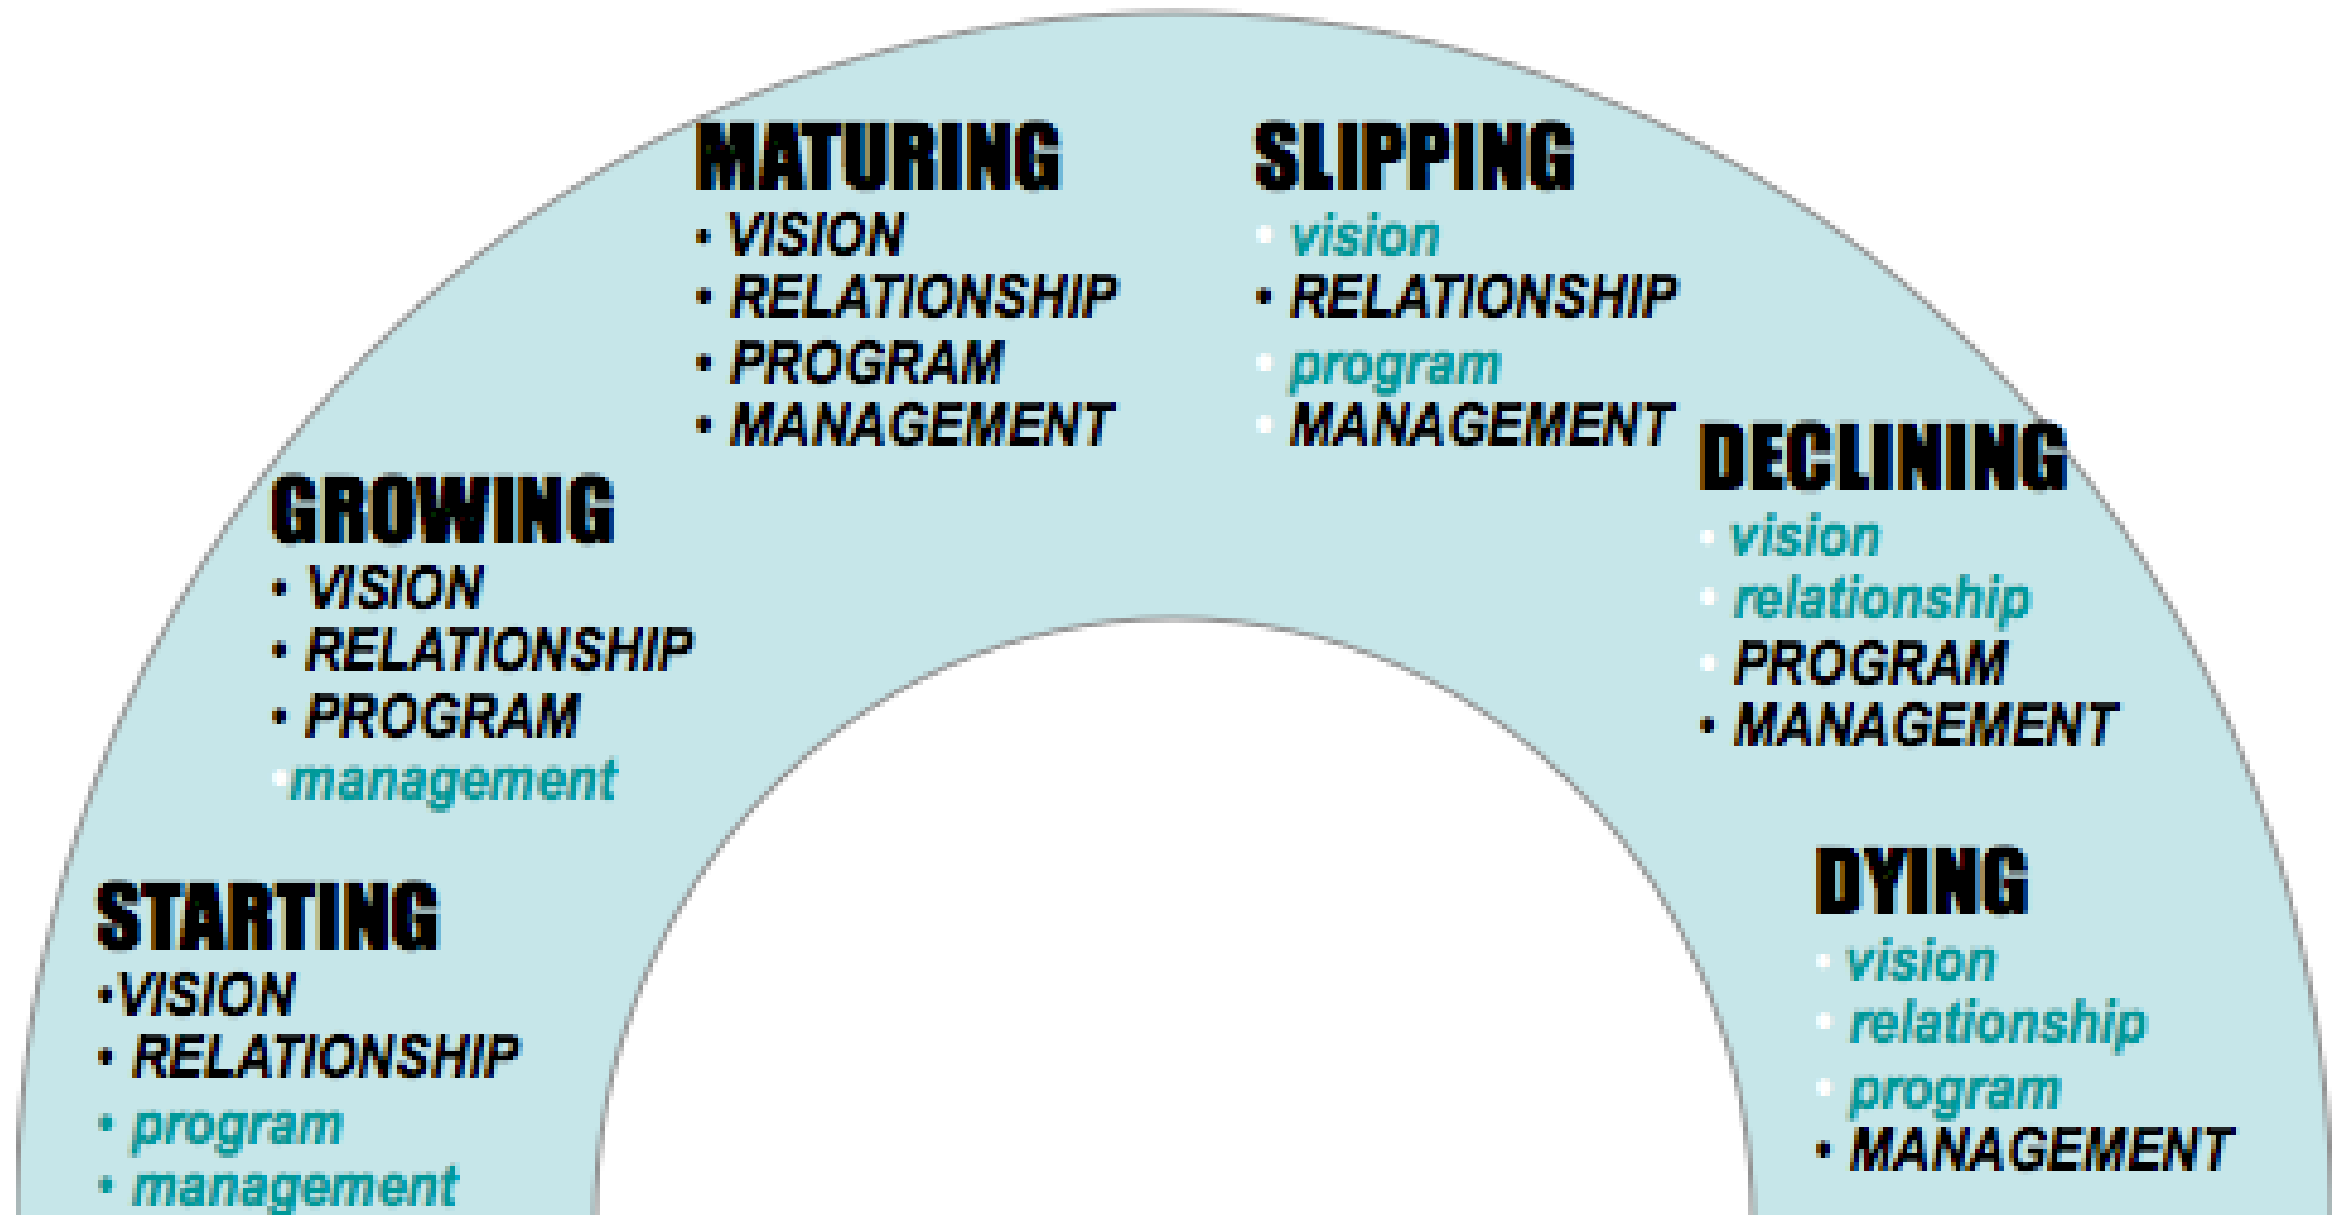 MATURING
• VISION
• RELATIONSHIP
• PROGRAM
• MANAGEMENT
SLIPPING
• vision
• RELATIONSHIP
• program
• MANAGEMENT
GROWING
• VISION
• RELATIONSHIP
• PROGRAM
•management
DECLINING
• vision
• relationship
• PROGRAM
• MANAGEMENT
STARTING
•VISION
• RELATIONSHIP
• program
• management
DYING
• vision
• relationship
• program
• MANAGEMENT